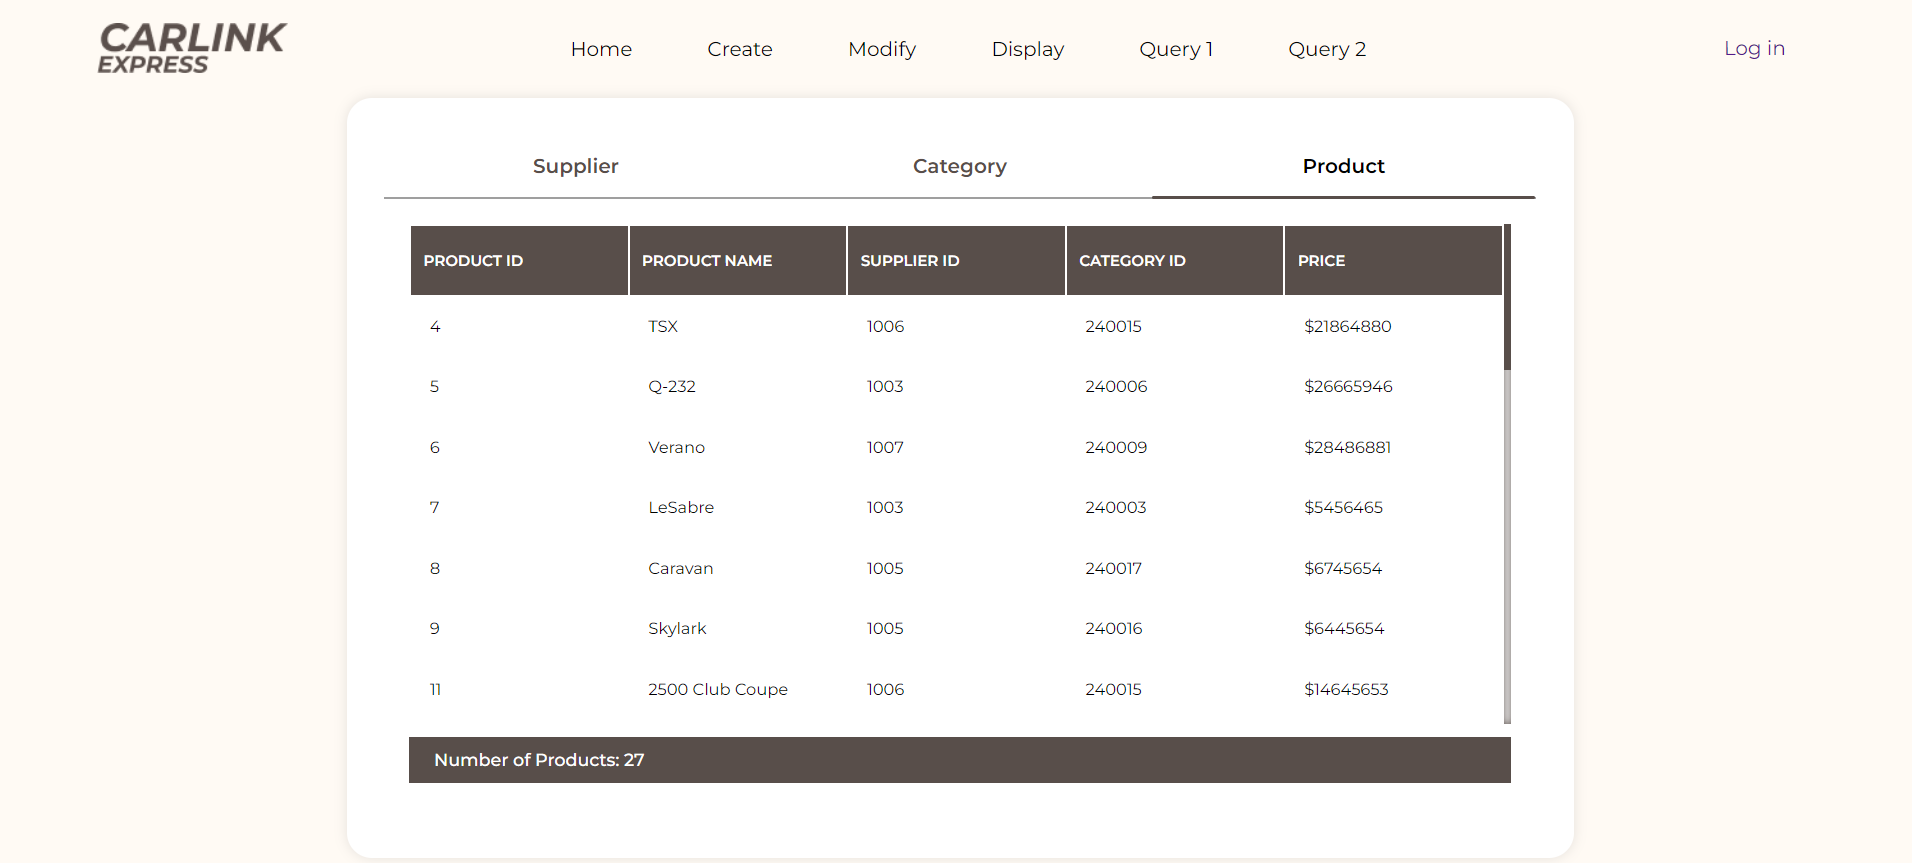 CARLINK
EXPRESS
Home Create Modify Display Query 1 Query 2 Log in
Supplier Category Product
PRODUCT ID PRODUCT NAME SUPPLIER ID CATEGORY ID PRICE
4 TSX 1006 240015 $21864880
5 Q-232 1003 240006 $26665946
6 Verano 1007 240009 $28486881
7 LeSabre 1003 240003 $5456465
8 Caravan 1005 240017 $6745654
9 Skylark 1005 240016 $6445654
11 2500 Club Coupe 1006 240015 $14645653
Number of Products: 27